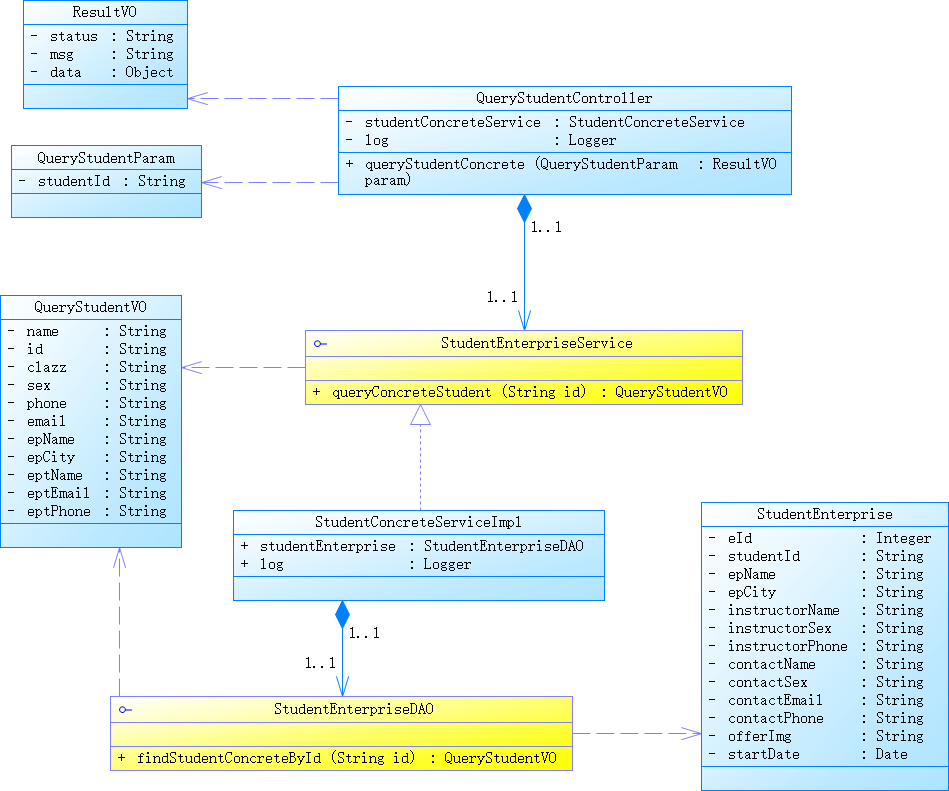 ResultVO
- status : String
- msg : String
- data : Object
QueryStudentController
- studentConcreteService : StudentConcreteService
- log : Logger
+ queryStudentConcrete (QueryStudentParam : ResultVO
param)
QueryStudentParam
- studentId : String
1..1
1..1
QueryStudentVO
- name : String
- id : String
- clazz : String
- sex : String
- phone : String
- email : String
- epName : String
- epCity : String
- eptName : String
- eptEmail : String
- eptPhone : String
StudentEnterpriseService
+ queryConcreteStudent (String id) : QueryStudentVO
StudentConcreteServiceImpl
+ studentEnterprise : StudentEnterpriseDAO
+ log : Logger
1..1
1..1
StudentEnterpriseDAO
+ findStudentConcreteById (String id) : QueryStudentVO
StudentEnterprise
- eId : Integer
- studentId : String
- epName : String
- epCity : String
- instructorName : String
- instructorSex : String
- instructorPhone : String
- contactName : String
- contactSex : String
- contactEmail : String
- contactPhone : String
- offerImg : String
- startDate : Date